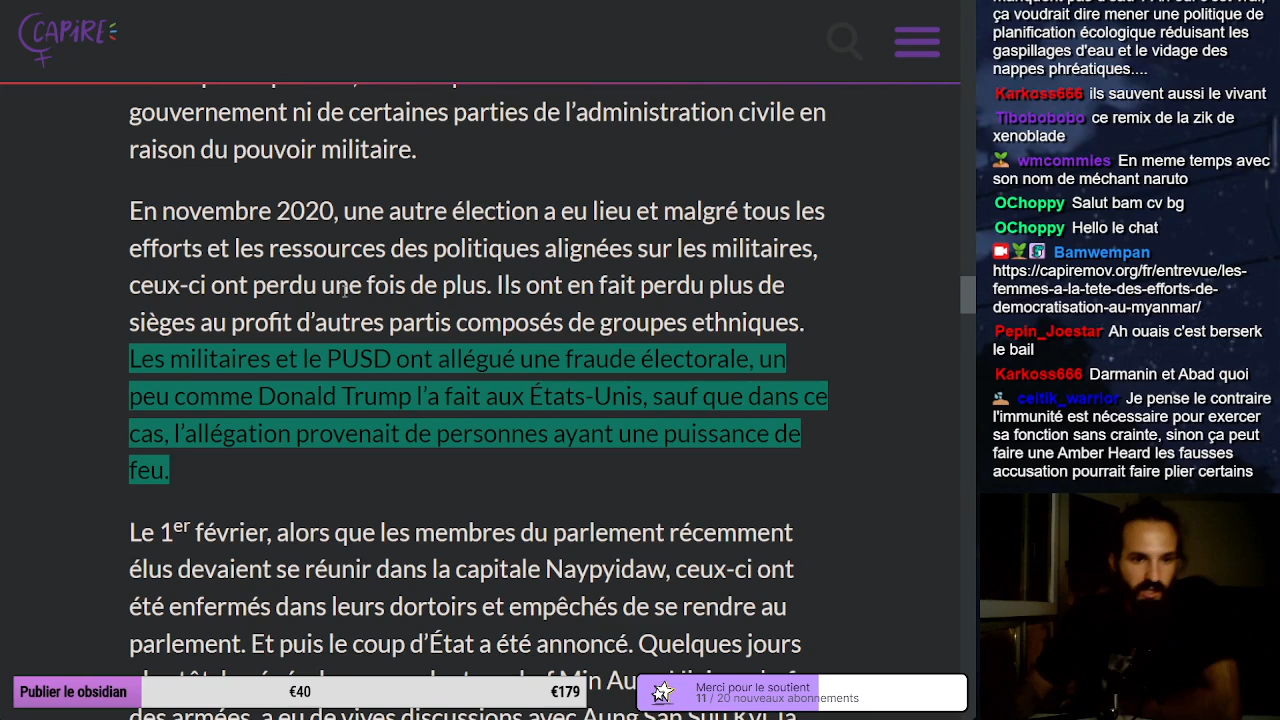 CAPIRE
gouvernement ni de certaines parties de l’administration civile en
raison du pouvoir militaire.
En novembre 2020, une autre élection a eu lieu et malgré tous les
efforts et les ressources des politiques alignées sur les militaires,
ceux-ci ont perdu une fois de plus. Ils ont en fait perdu plus de
sièges au profit d’autres partis composés de groupes ethniques.
Les militaires et le PUSD ont allégué une fraude électorale, un
peu comme Donald Trump l’a fait aux États-Unis, sauf que dans ce
cas, l’allégation provenait de personnes ayant une puissance de
feu.
Le 1er février, alors que les membres du parlement récemment
élus devaient se réunir dans la capitale Naypyidaw, ceux-ci ont
été enfermés dans leurs dortoirs et empêchés de se rendre au
parlement. Et puis le coup d’État a été annoncé. Quelques jours
des armées, a eu de vives discussions avec Aung San Suu Kyi, la
Publier le obsidian
€40
€179
Merci pour le soutient
11 / 20 nouveaux abonnements
ça voudrait dire mener une politique de
planification écologique réduisant les
gaspillages d'eau et le vidage des
nappes phréatiques....
Karkoss666 ils sauvent aussi le vivant
Tibobobobo ce remix de la zik de
xenoblade
wmcommies En meme temps avec
son nom de méchant naruto
OChoppy Salut bam cv bg
OChoppy Hello le chat
Bamwempan
https://capiremov.org/fr/entrevue/les-
femmes-a-la-tete-des-efforts-de-
democratisation-au-myanmar/
Pepin_Joestar Ah ouais c'est berserk
le bail
Karkoss666 Darmanin et Abad quoi
celtik_warrior Je pense le contraire
l'immunité est nécessaire pour exercer
sa fonction sans crainte, sinon ça peut
faire une Amber Heard les fausses
accusation pourrait faire plier certains